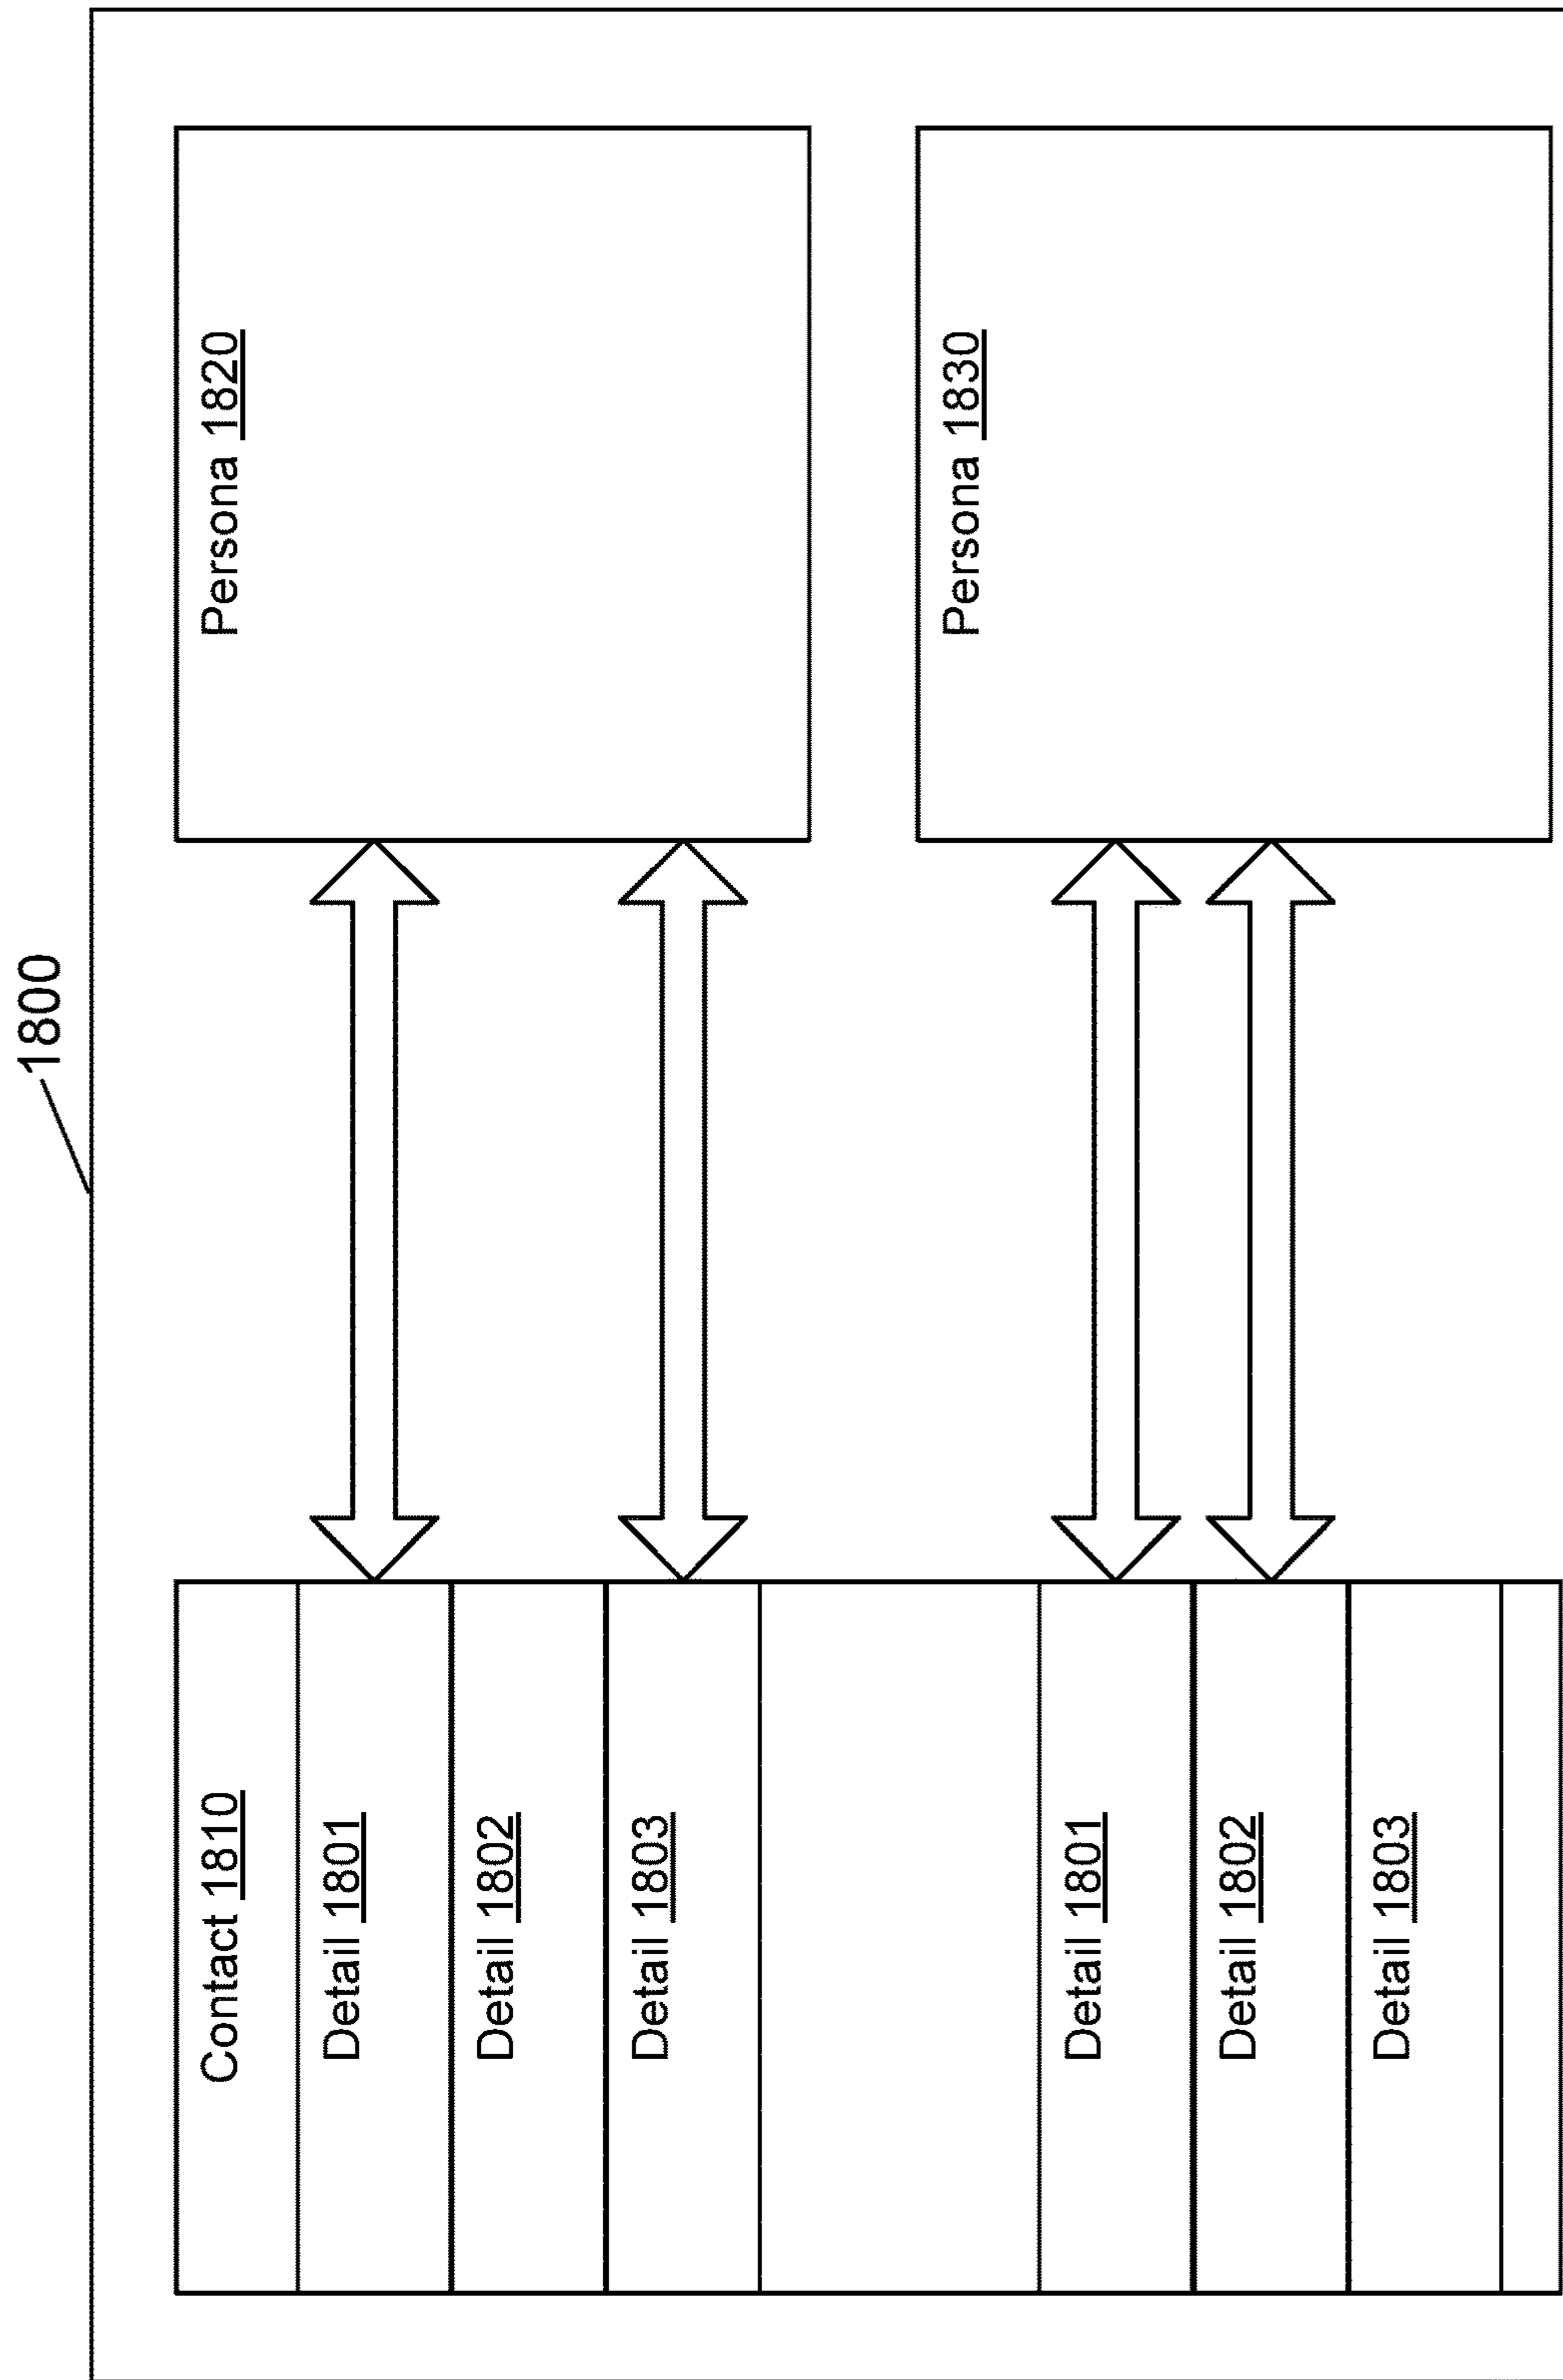 1800
Contact 1810
Detail 1801
Detail 1802
Detail 1803
Detail 1801
Detail 1802
Detail 1803
Persona 1820
Persona 1830